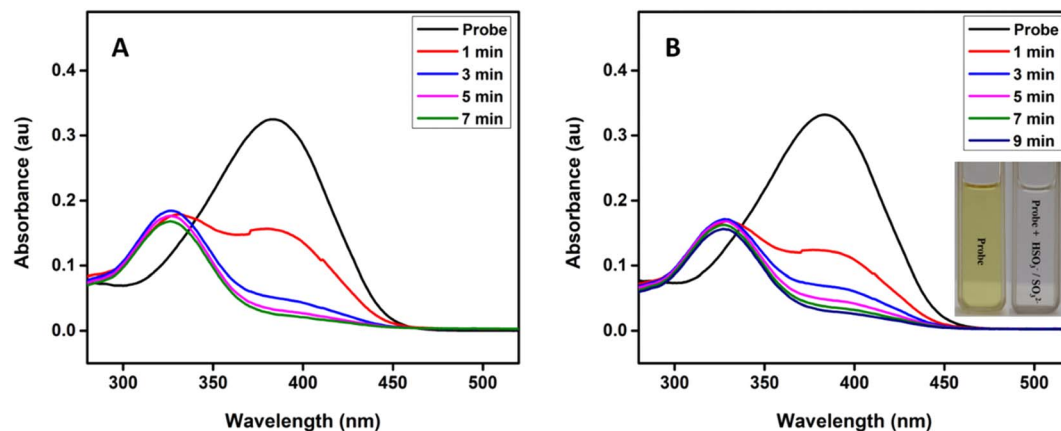 A
Probe
1 min
3 min
5 min
7 min
0.4
0.3
0.2
0.1
0.0
Absorbance (au)
300 350 400 450 500
Wavelength (nm)
B
Probe
1 min
3 min
5 min
7 min
9 min
0.4
0.3
0.2
0.1
0.0
Absorbance (au)
Probe
Probe + HSO₃⁻ / SO₃²⁻
300 350 400 450 500
Wavelength (nm)